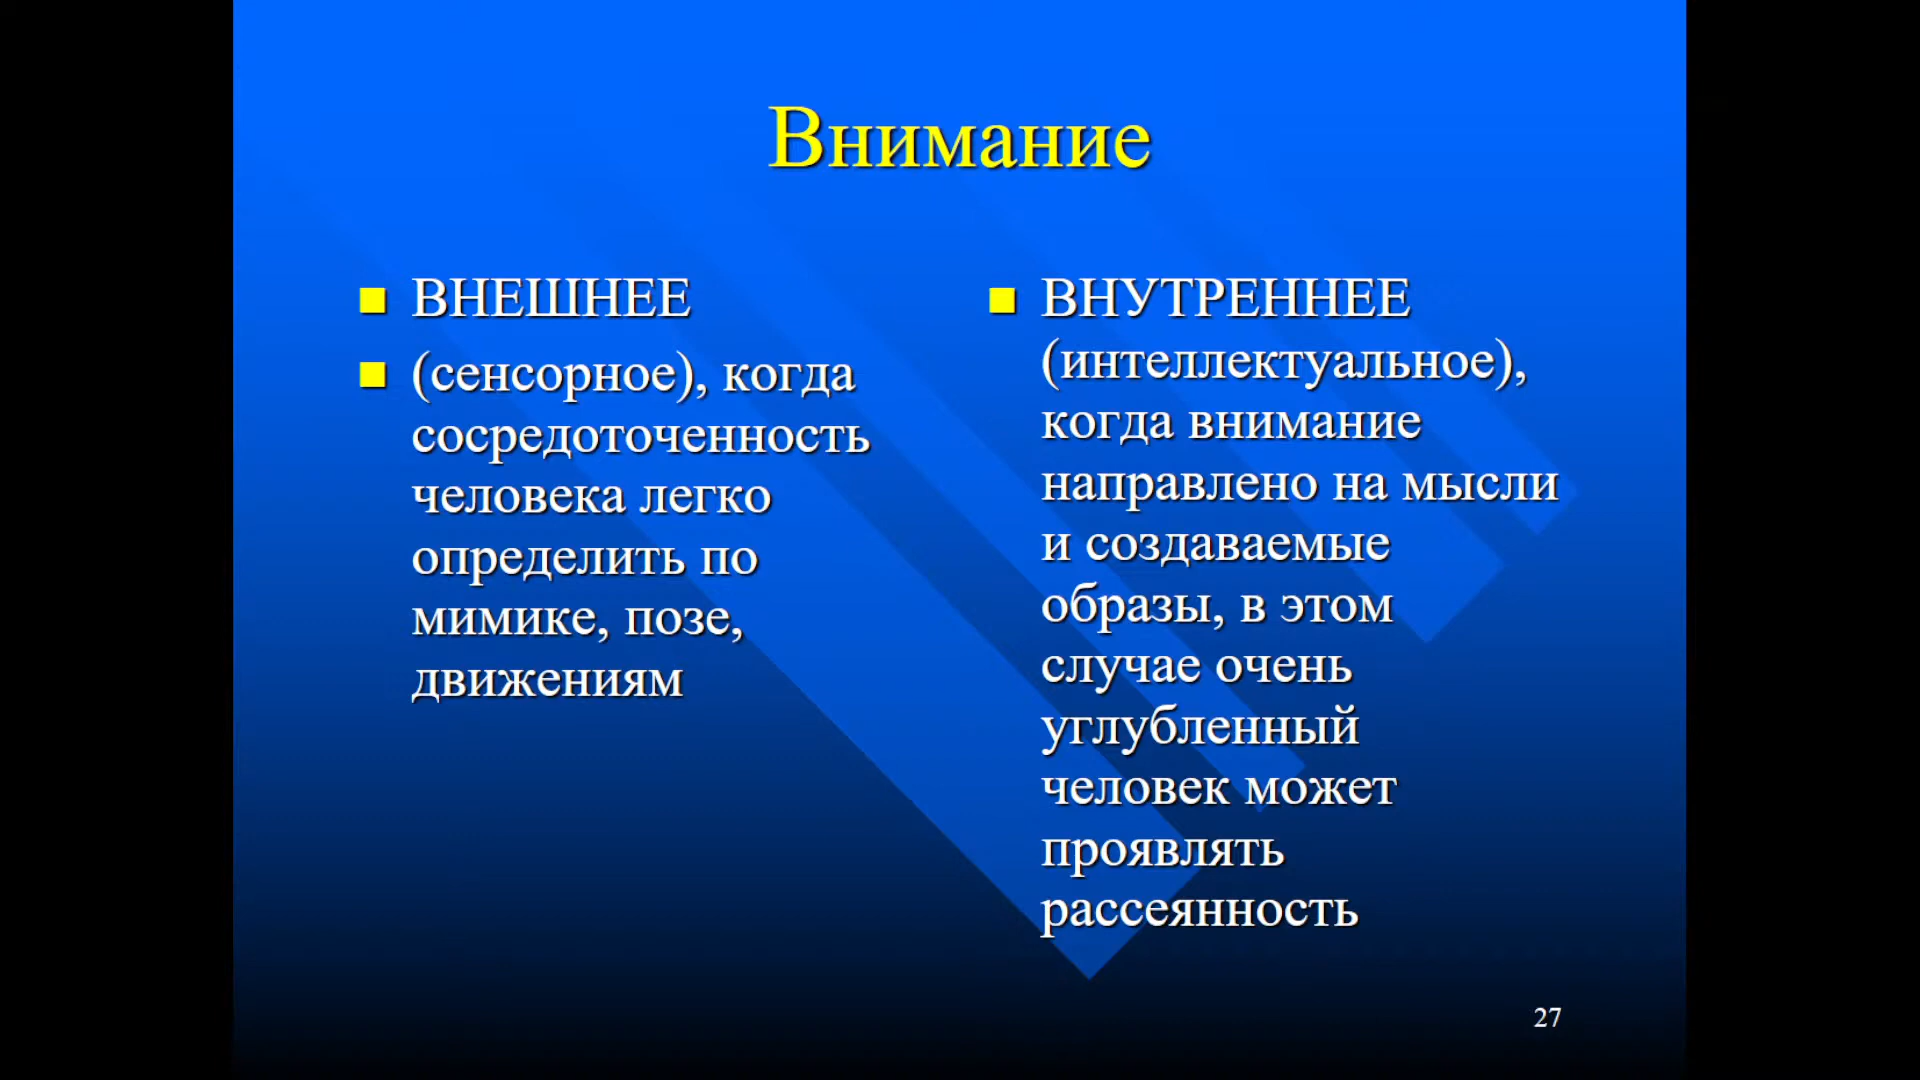 Внимание
ВНЕШНЕЕ
(сенсорное), когда
сосредоточенность
человека легко
определить по
мимике, позе,
движениям
ВНУТРЕННЕЕ
(интеллектуальное),
когда внимание
направлено на мысли
и создаваемые
образы, в этом
случае очень
углубленный
человек может
проявлять
рассеянность
27